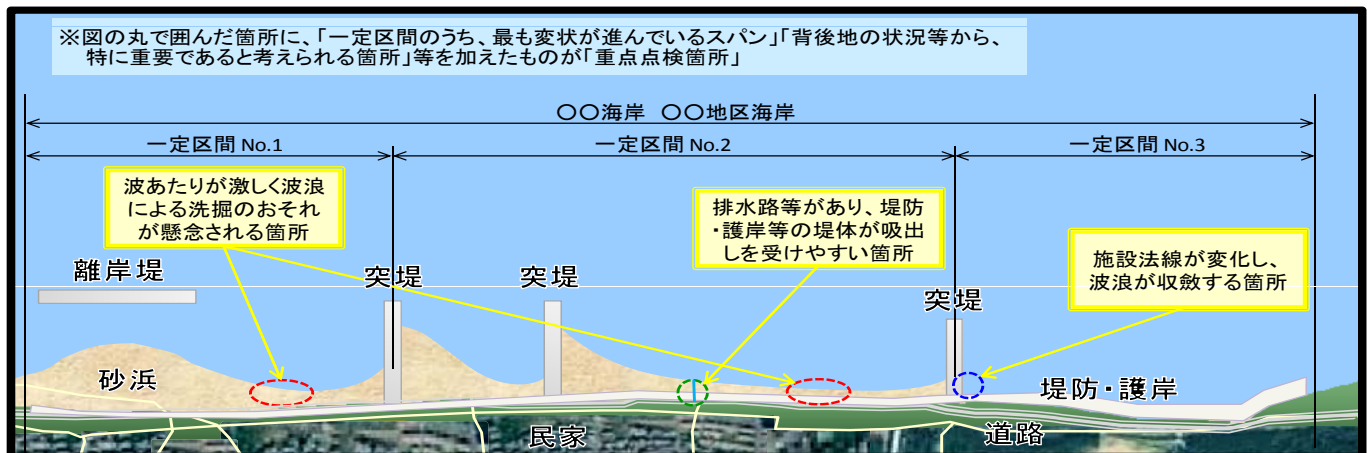 ※図の丸で囲んだ箇所に、「一定区間のうち、最も変状が進んでいるスパン」「背後地の状況等から、
特に重要であると考えられる箇所」等を加えたものが「重点点検箇所」
〇〇海岸 〇〇地区海岸
一定区間 No.1
一定区間 No.2
一定区間 No.3
波あたりが激しく波浪
による洗掘のおそれ
が懸念される箇所
排水路等があり、堤防
・護岸等の堤体が吸出
しを受けやすい箇所
施設法線が変化し、
波浪が収斂する箇所
離岸堤
突堤
突堤
突堤
砂浜
堤防・護岸
民家
道路